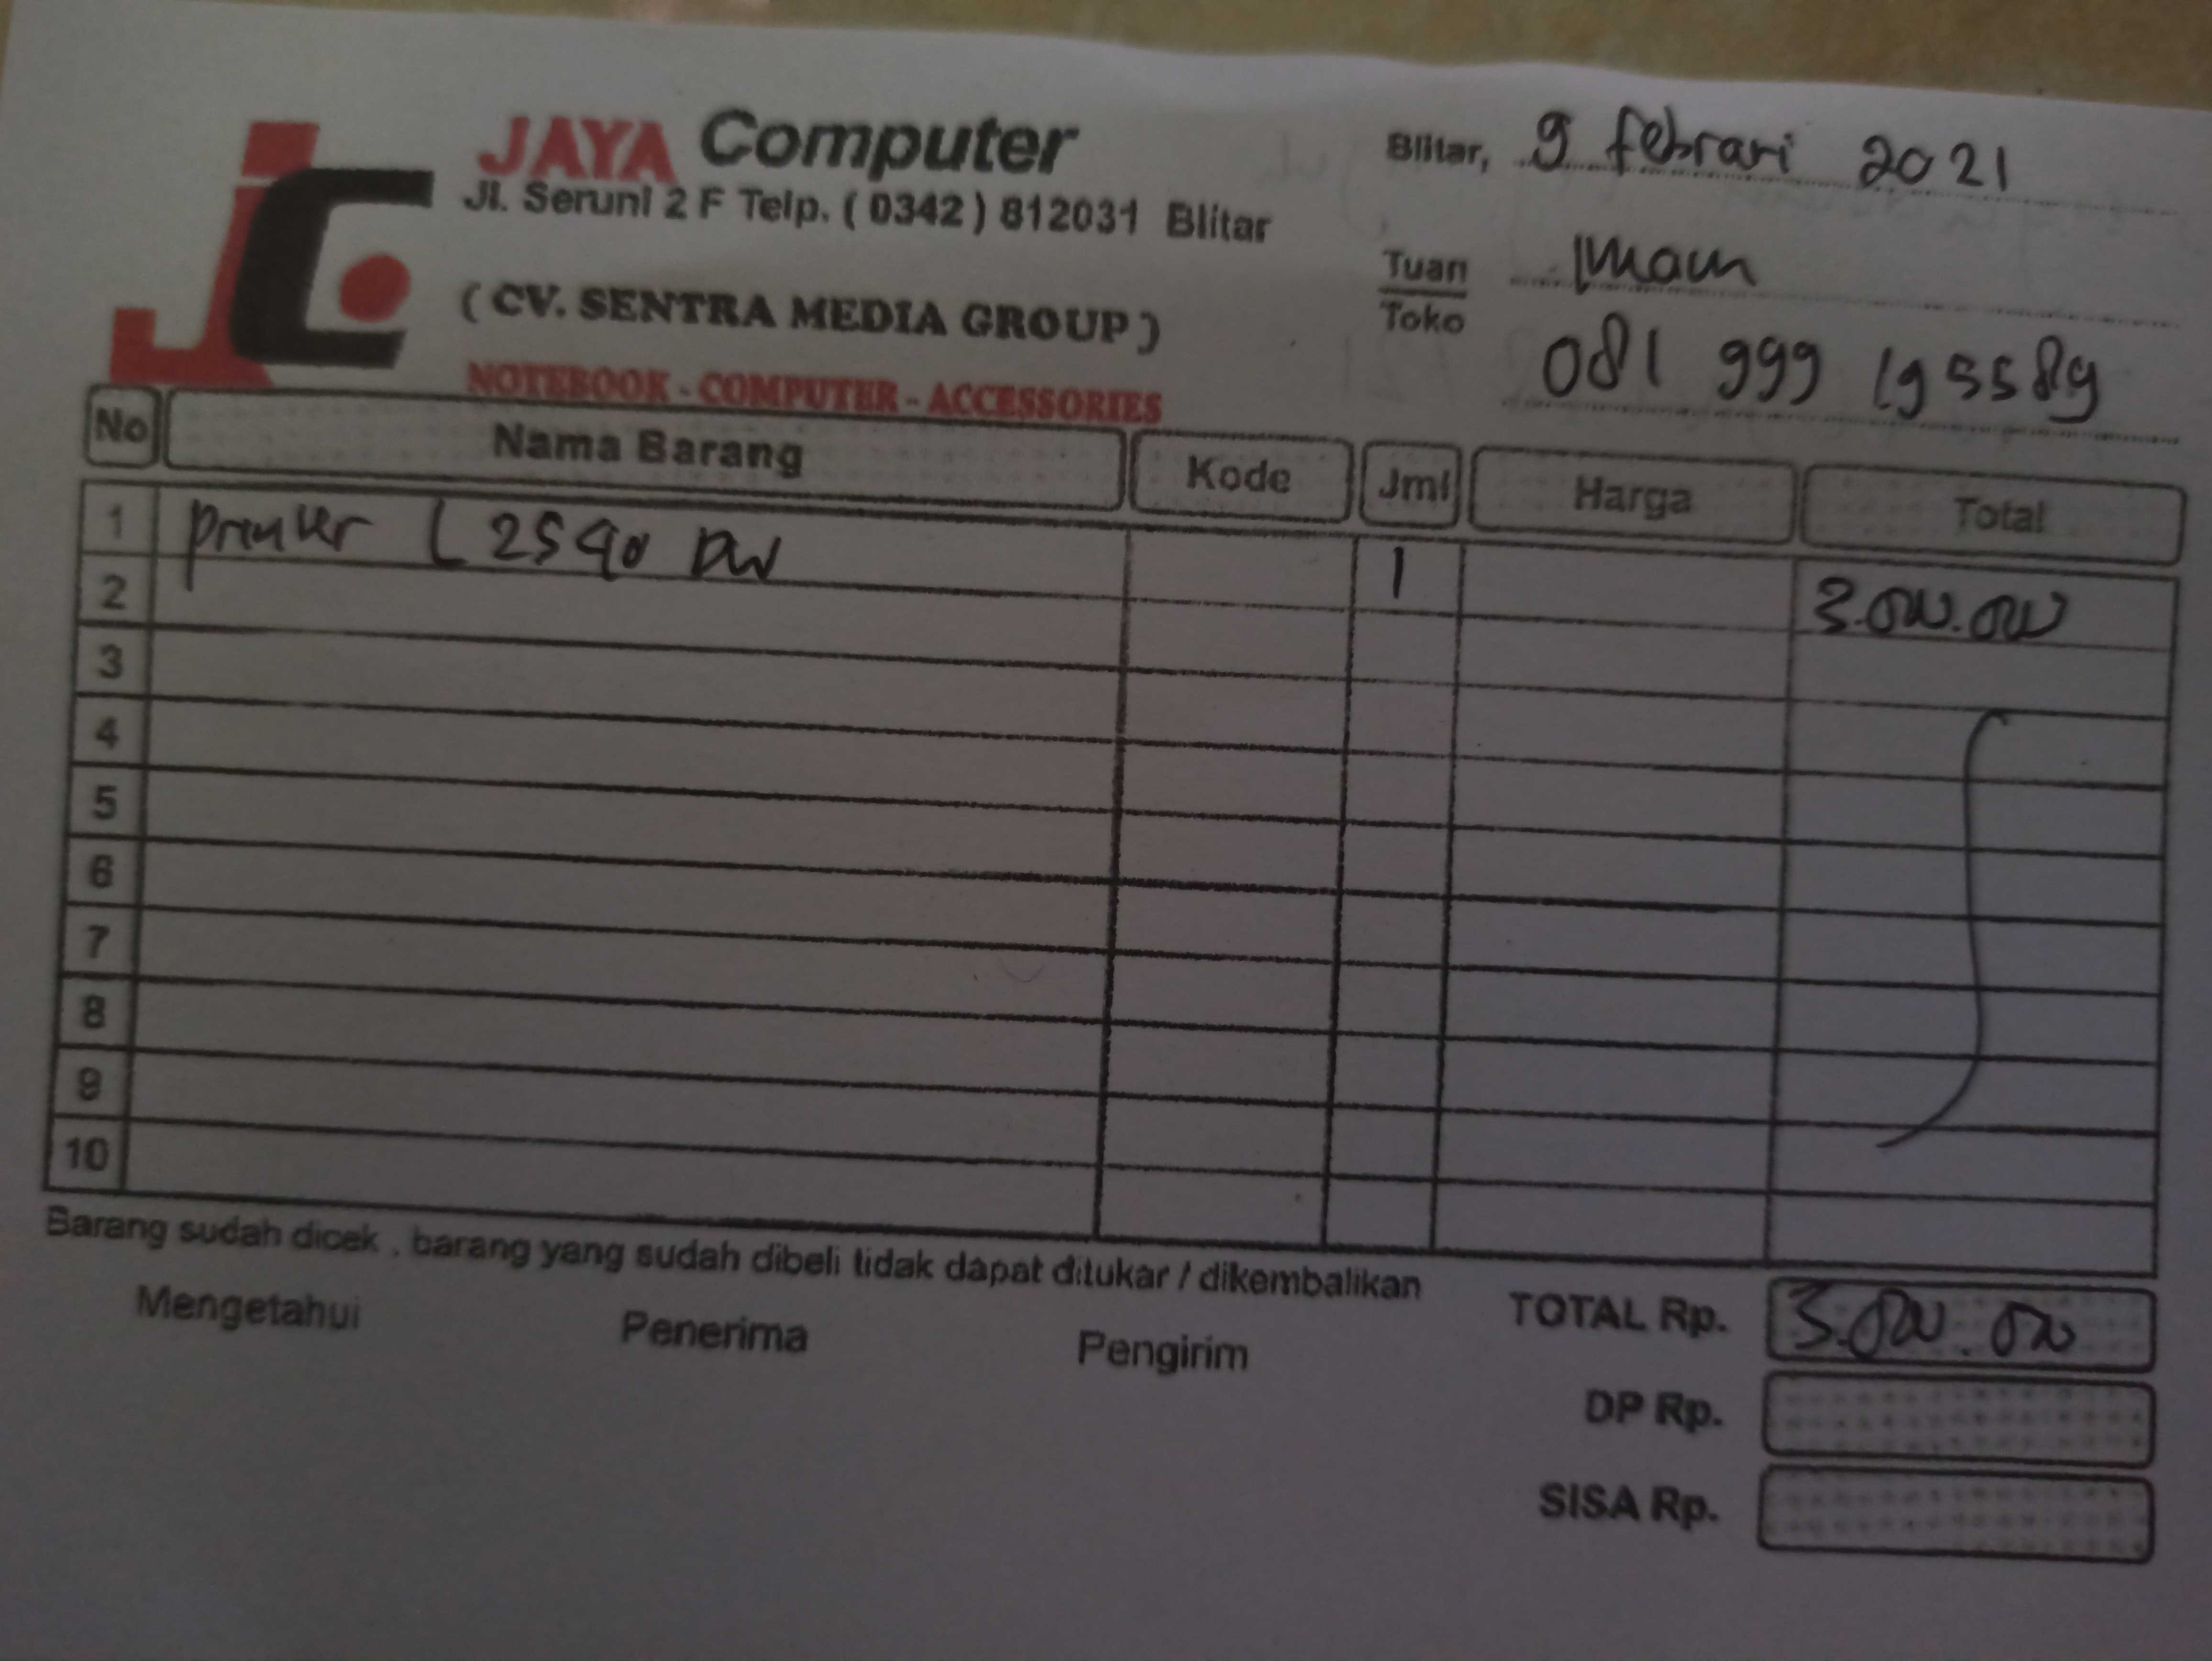 JAYA Computer
Jl. Seruni 2 F Telp. ( 0342 ) 812031 Blitar
( CV. SENTRA MEDIA GROUP )
NOTEBOOK - COMPUTER - ACCESSORIES
Blitar, 9 febrari 2021
Tuan Imam
Toko
081 999 195589
No Nama Barang Kode Jml Harga Total
1 printer L 2540 DW 1 3.000.000
2
3
4
5
6
7
8
9
10
Barang sudah dicek , barang yang sudah dibeli tidak dapat ditukar / dikembalikan
Mengetahui Penerima Pengirim
TOTAL Rp. 3.000.000
DP Rp.
SISA Rp.